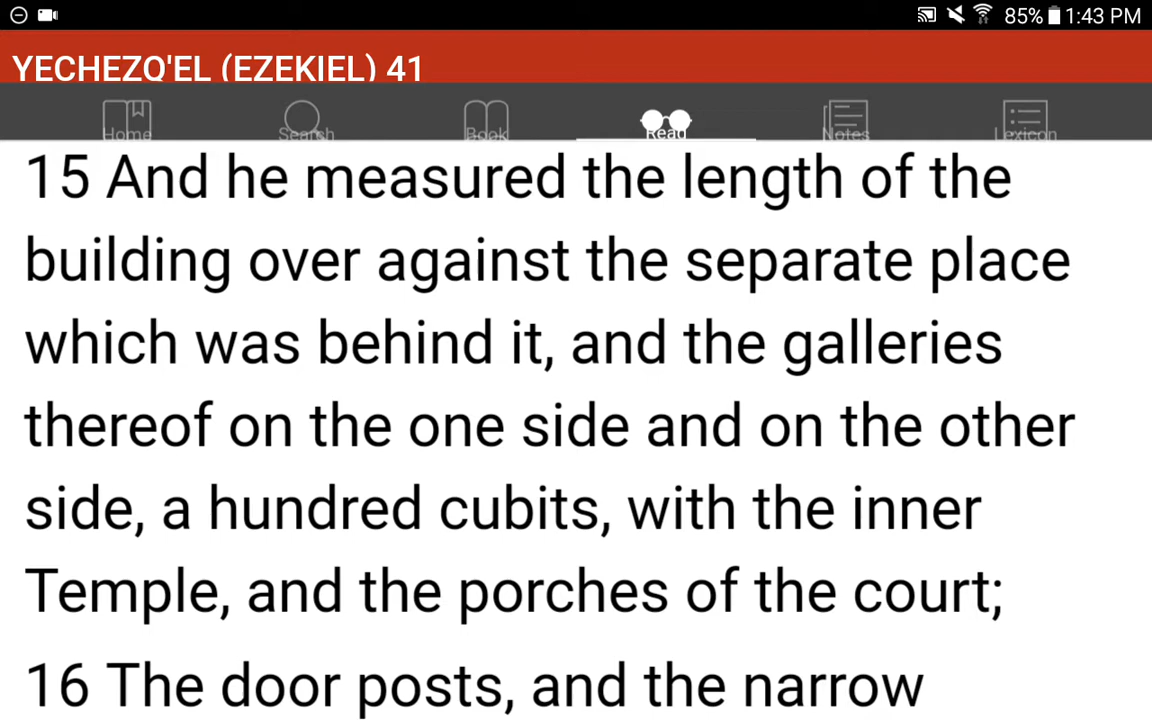 85% 1:43 PM
YECHEZQ'EL (EZEKIEL) 41
Home Search Book Read Notes Lexicon
15 And he measured the length of the
building over against the separate place
which was behind it, and the galleries
thereof on the one side and on the other
side, a hundred cubits, with the inner
Temple, and the porches of the court;
16 The door posts, and the narrow